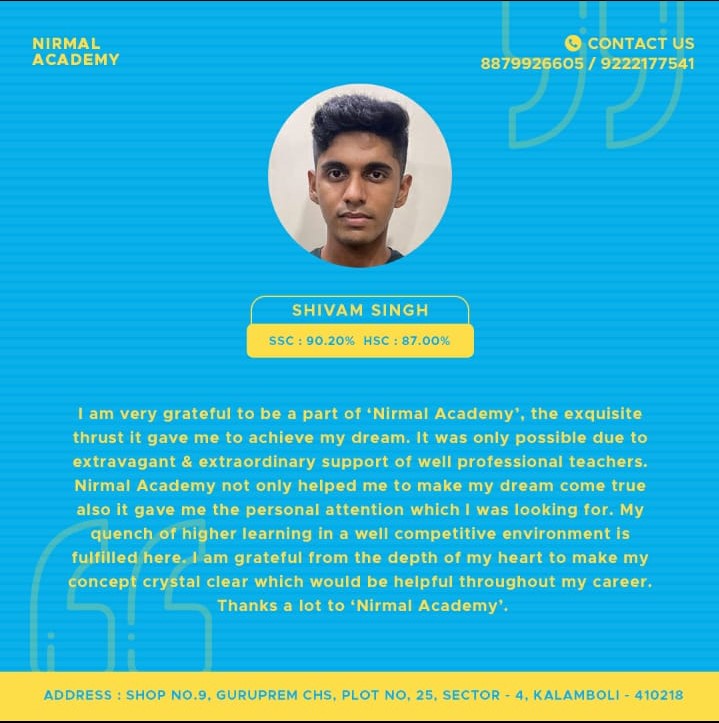 NIRMAL
ACADEMY
CONTACT US
8879926605 / 9222177541
SHIVAM SINGH
SSC : 90.20% HSC : 87.00%
I am very grateful to be a part of ‘Nirmal Academy’, the exquisite
thrust it gave me to achieve my dream. It was only possible due to
extravagant & extraordinary support of well professional teachers.
Nirmal Academy not only helped me to make my dream come true
also it gave me the personal attention which I was looking for. My
quench of higher learning in a well competitive environment is
fulfilled here. I am grateful from the depth of my heart to make my
concept crystal clear which would be helpful throughout my career.
Thanks a lot to ‘Nirmal Academy’.
ADDRESS : SHOP NO.9, GURUPREM CHS, PLOT NO, 25, SECTOR - 4, KALAMBOLI - 410218